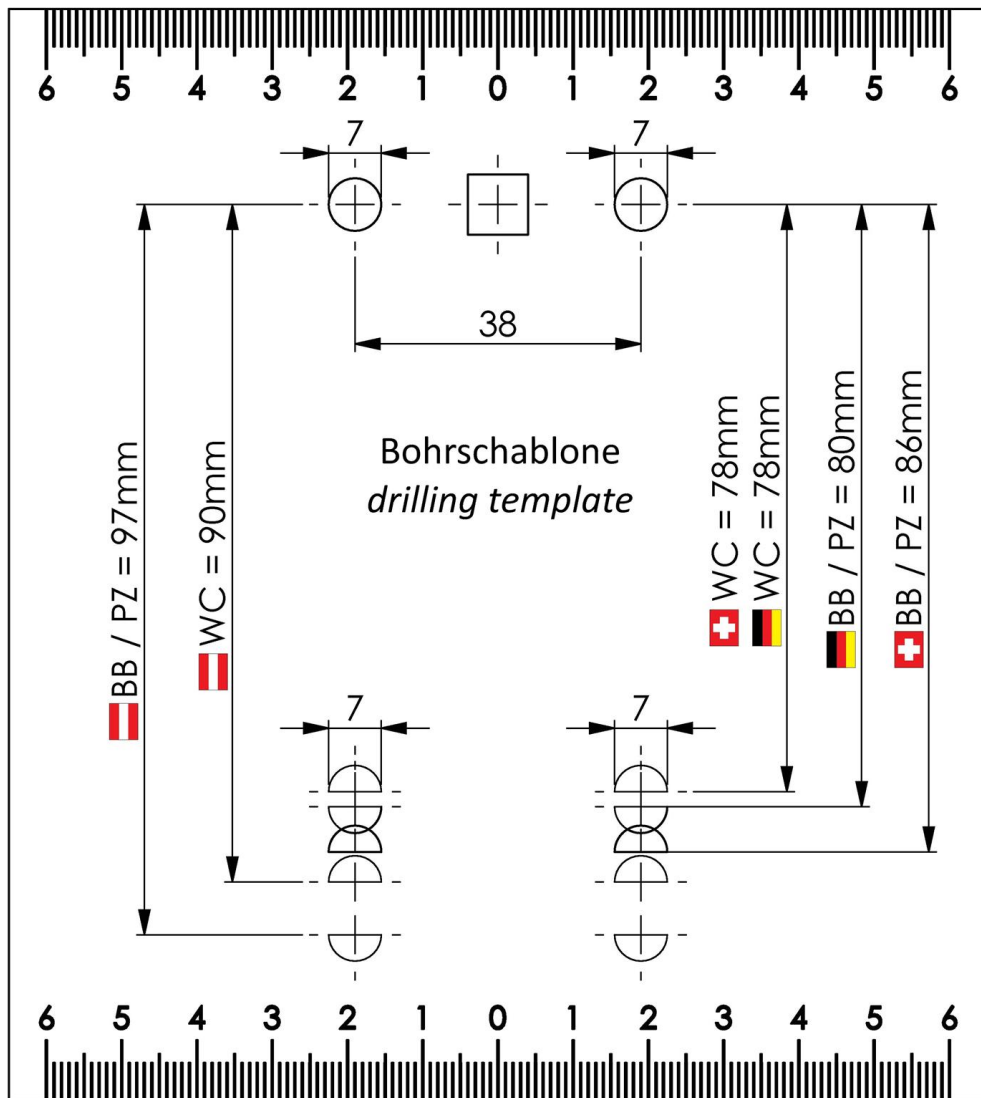 6 5 4 3 2 1 0 1 2 3 4 5 6
7 7
38
Bohrschablone
drilling template
BB / PZ = 97mm
WC = 90mm
WC = 78mm
WC = 78mm
BB / PZ = 80mm
BB / PZ = 86mm
7 7
6 5 4 3 2 1 0 1 2 3 4 5 6